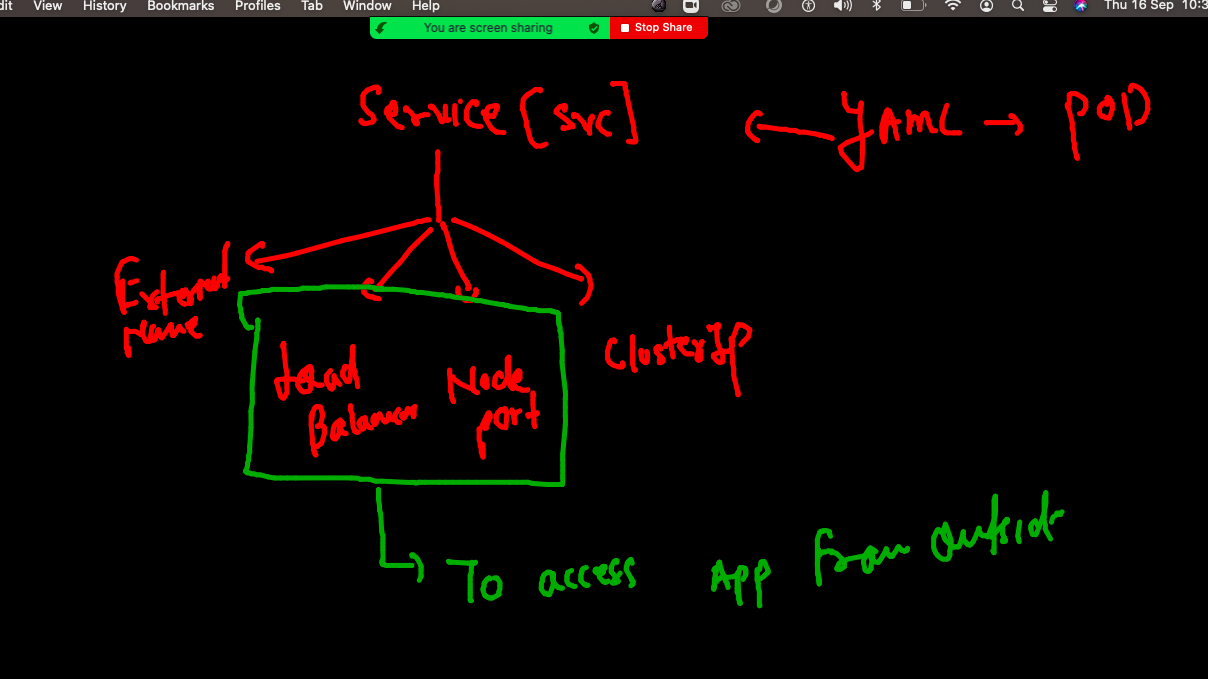 dit View History Bookmarks Profiles Tab Window Help Thu 16 Sep 10:3
You are screen sharing Stop Share
Service [svc] YAML POD
External
name
Load
Balancer
Node
port
ClusterIP
To access App from outside